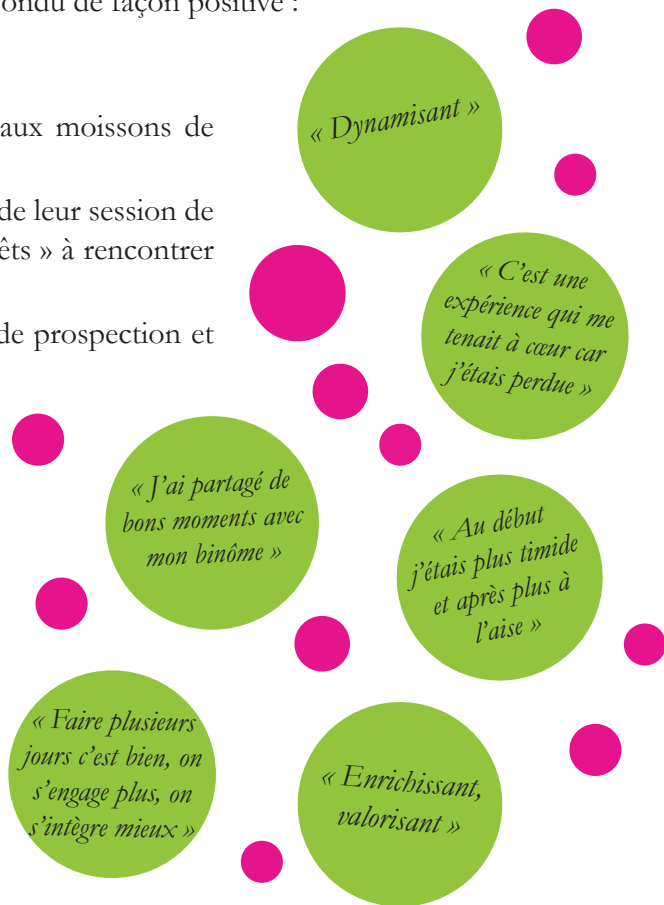 ondu de façon positive :
« Dynamisant »
aux moissons de
de leur session de
êts » à rencontrer
« C'est une
expérience qui me
tenait à cœur car
j'étais perdue »
de prospection et
« J'ai partagé de
bons moments avec
mon binôme »
« Au début
j'étais plus timide
et après plus à
l'aise »
« Faire plusieurs
jours c'est bien, on
s'engage plus, on
s'intègre mieux »
« Enrichissant,
valorisant »